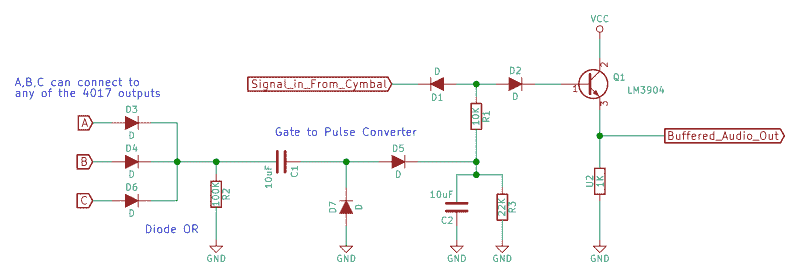 VCC
Signal_in_From_Cymbal
D
D1
D2
D
Q1
LM3904
1
2
3
A,B,C can connect to
any of the 4017 outputs
D3
A
D
D4
B
D
D6
C
D
Diode OR
Gate to Pulse Converter
10K
R1
D5
D
10uF
C1
100K
R2
D7
D
10uF
C2
22K
R3
Buffered_Audio_Out
U2
1K
GND
GND
GND
GND
GND